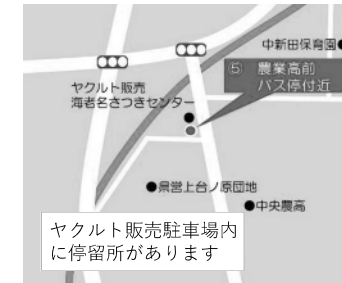 中新田保育園●
⑤ 農業高前
バス停付近
ヤクルト販売
海老名さつきセンター
●県営上台ノ原団地
●中央農高
ヤクルト販売駐車場内
に停留所があります